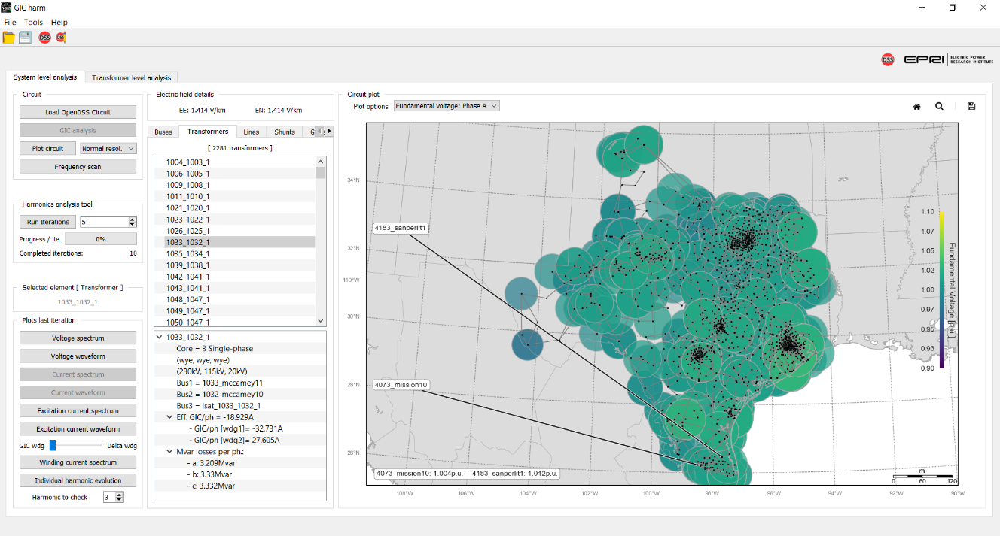 GIC harm
File Tools Help
DSS DSS
DSS EPRI ELECTRIC POWER
RESEARCH INSTITUTE
System level analysis
Transformer level analysis
Circuit
Load OpenDSS Circuit
GIC analysis
Plot circuit Normal resol.
Frequency scan
Harmonics analysis tool
Run Iterations 5
Progress / ite. 0%
Completed iterations: 10
Selected element [ Transformer ]
1033_1032_1
Plots last iteration
Voltage spectrum
Voltage waveform
Current spectrum
Current waveform
Excitation current spectrum
Excitation current waveform
GIC wdg Delta wdg
Winding current spectrum
Individual harmonic evolution
Harmonic to check 3
Electric field details
EE: 1.414 V/km EN: 1.414 V/km
Buses Transformers Lines Shunts G
[ 2281 transformers ]
1004_1003_1
1006_1005_1
1009_1008_1
1011_1010_1
1021_1020_1
1023_1022_1
1026_1025_1
1033_1032_1
1035_1034_1
1039_1038_1
1042_1041_1
1043_1041_1
1048_1047_1
1049_1047_1
1050_1047_1
1033_1032_1
Core = 3 Single-phase
(wye, wye, wye)
(230kV, 115kV, 20kV)
Bus1 = 1033_mccamey11
Bus2 = 1032_mccamey10
Bus3 = isat_1033_1032_1
Eff. GIC/ph = -18.929A
- GIC/ph [wdg1]= -32.731A
- GIC/ph [wdg2]= 27.605A
Mvar losses per ph.:
- a: 3.209Mvar
- b: 3.33Mvar
- c: 3.332Mvar
Circuit plot
Plot options Fundamental voltage: Phase A
34°N
32°N
110°W
30°N
28°N
26°N
4183_sanperlit1
4073_mission10
4073_mission10: 1.004p.u. -- 4183_sanperlit1: 1.012p.u.
1.10
1.07
1.05
1.02
1.00
0.97
0.95
0.93
0.90
Fundamental Voltage [p.u.]
mi
0 60 120
108°W 106°W 104°W 102°W 100°W 98°W 96°W 94°W 92°W 90°W